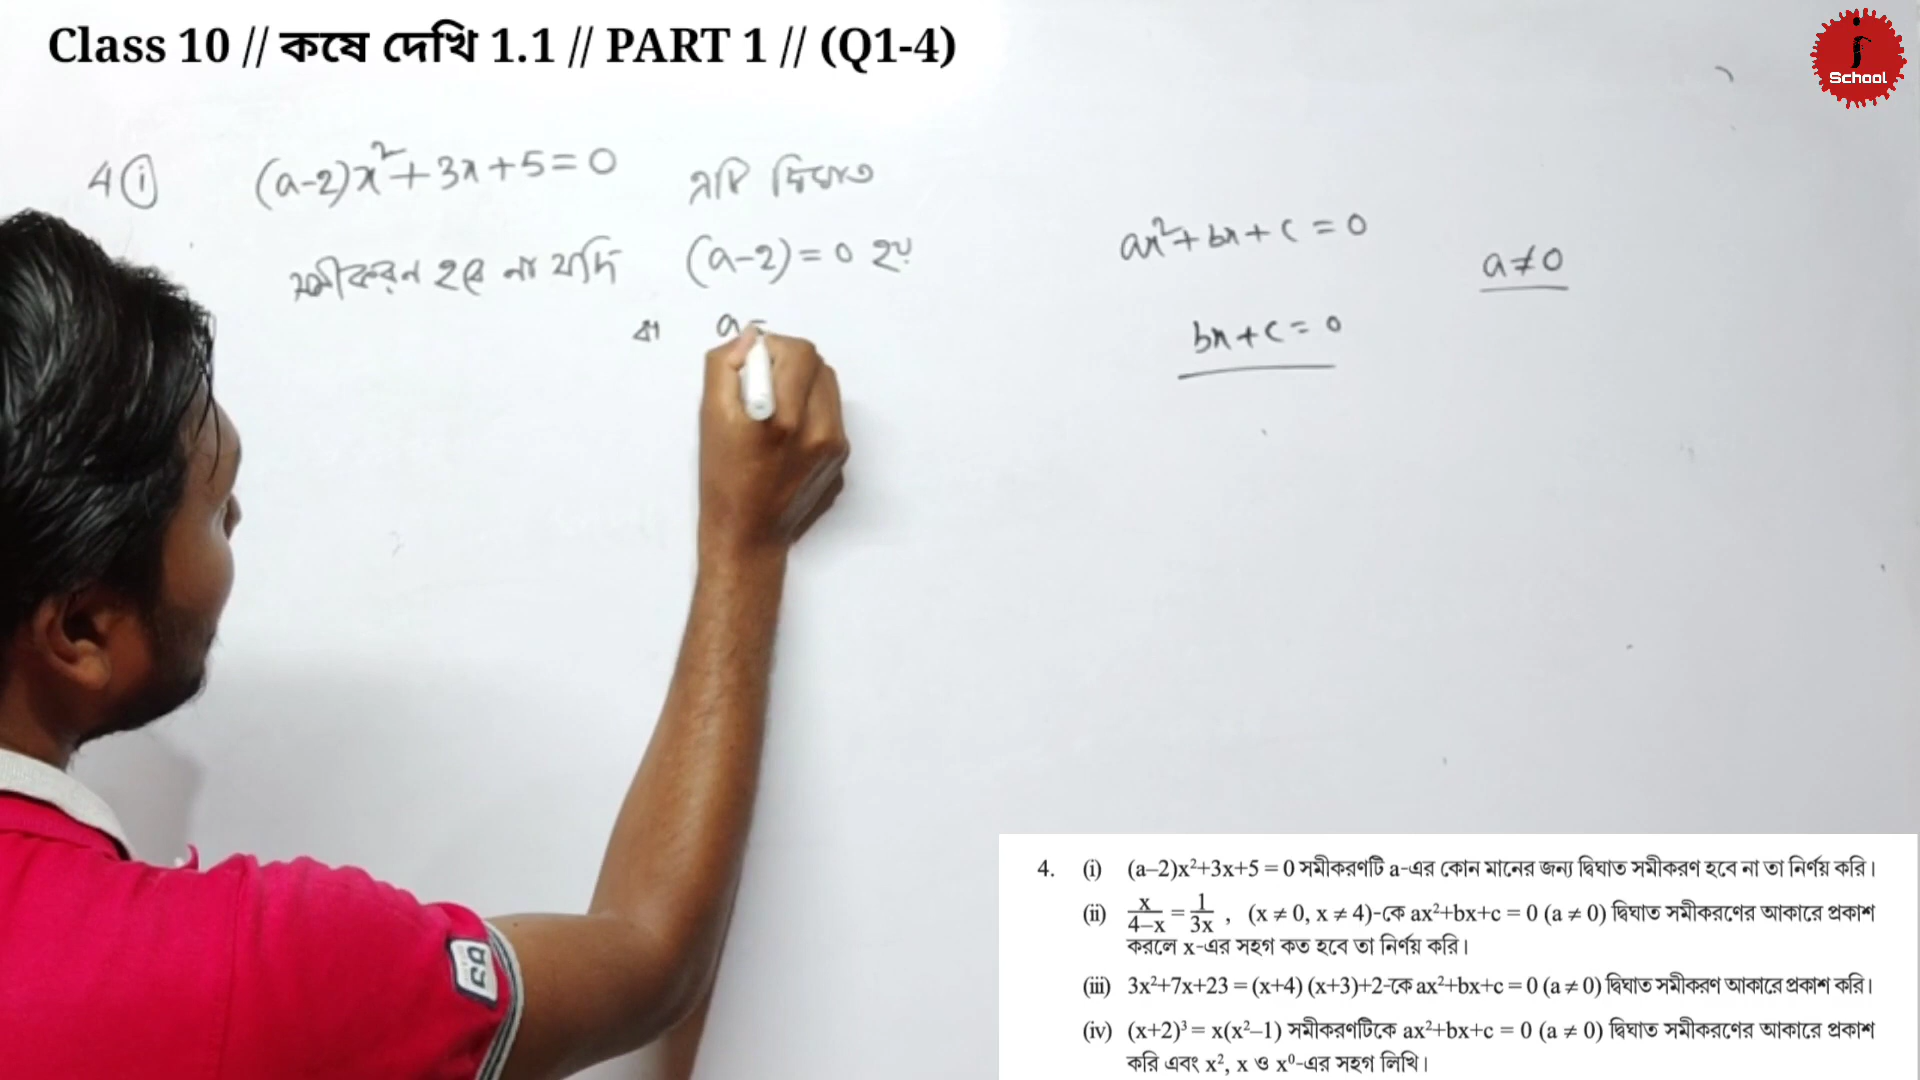 Class 10 // কষে দেখি 1.1 // PART 1 // (Q1-4)
School
4 (i) (a-2)x²+3x+5=0 এটি দ্বিঘাত
সমীকরন হবে না যদি (a-2)=0 হয়
বা a=
ax²+bx+c=0
a≠0
bx+c=0
4. (i) (a–2)x²+3x+5 = 0 সমীকরণটি a-এর কোন মানের জন্য দ্বিঘাত সমীকরণ হবে না তা নির্ণয় করি।
(ii) x/4–x = 1/3x , (x ≠ 0, x ≠ 4)-কে ax²+bx+c = 0 (a ≠ 0) দ্বিঘাত সমীকরণের আকারে প্রকাশ
করলে x-এর সহগ কত হবে তা নির্ণয় করি।
(iii) 3x²+7x+23 = (x+4) (x+3)+2-কে ax²+bx+c = 0 (a ≠ 0) দ্বিঘাত সমীকরণ আকারে প্রকাশ করি।
(iv) (x+2)³ = x(x²–1) সমীকরণটিকে ax²+bx+c = 0 (a ≠ 0) দ্বিঘাত সমীকরণের আকারে প্রকাশ
করি এবং x², x ও x⁰-এর সহগ লিখি।